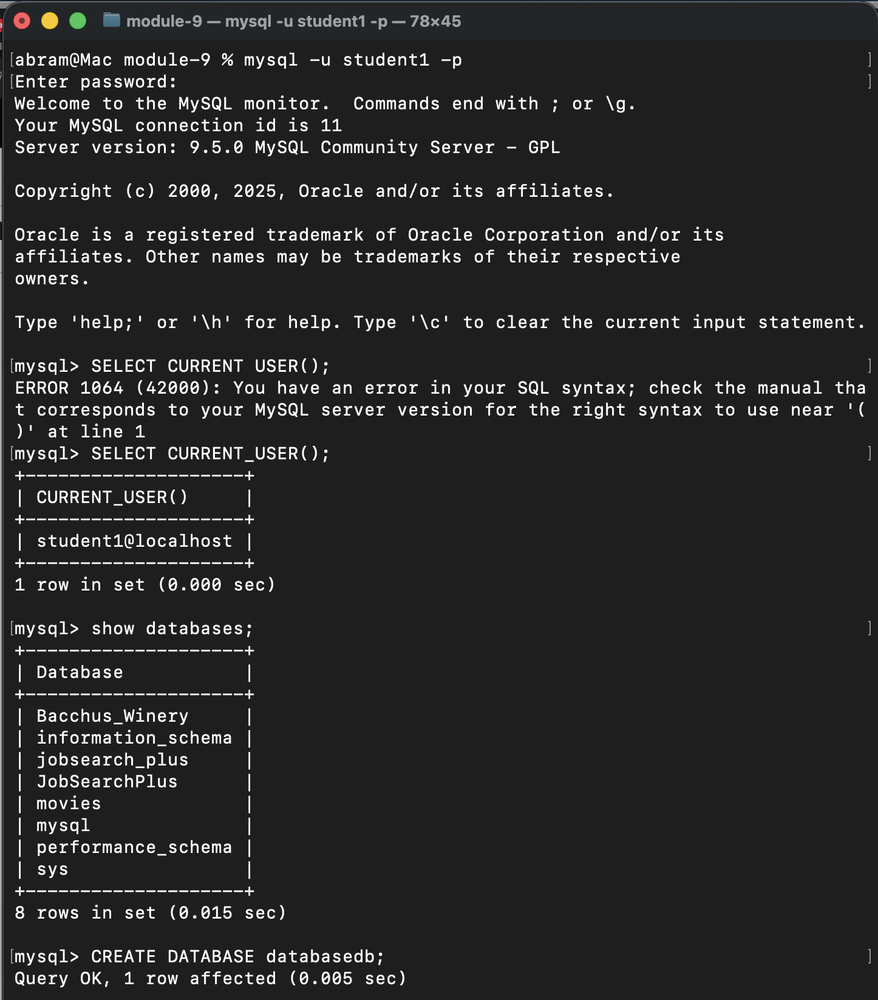 module-9 — mysql -u student1 -p — 78×45
[abram@Mac module-9 % mysql -u student1 -p ]
[Enter password: ]
Welcome to the MySQL monitor.  Commands end with ; or \g.
Your MySQL connection id is 11
Server version: 9.5.0 MySQL Community Server - GPL
Copyright (c) 2000, 2025, Oracle and/or its affiliates.
Oracle is a registered trademark of Oracle Corporation and/or its
affiliates. Other names may be trademarks of their respective
owners.
Type 'help;' or '\h' for help. Type '\c' to clear the current input statement.
[mysql> SELECT CURRENT USER(); ]
ERROR 1064 (42000): You have an error in your SQL syntax; check the manual tha
t corresponds to your MySQL server version for the right syntax to use near '(
)' at line 1
[mysql> SELECT CURRENT_USER(); ]
+--------------------+
| CURRENT_USER()     |
+--------------------+
| student1@localhost |
+--------------------+
1 row in set (0.000 sec)
[mysql> show databases; ]
+--------------------+
| Database           |
+--------------------+
| Bacchus_Winery     |
| information_schema |
| jobsearch_plus     |
| JobSearchPlus      |
| movies             |
| mysql              |
| performance_schema |
| sys                |
+--------------------+
8 rows in set (0.015 sec)
[mysql> CREATE DATABASE databasedb; ]
Query OK, 1 row affected (0.005 sec)